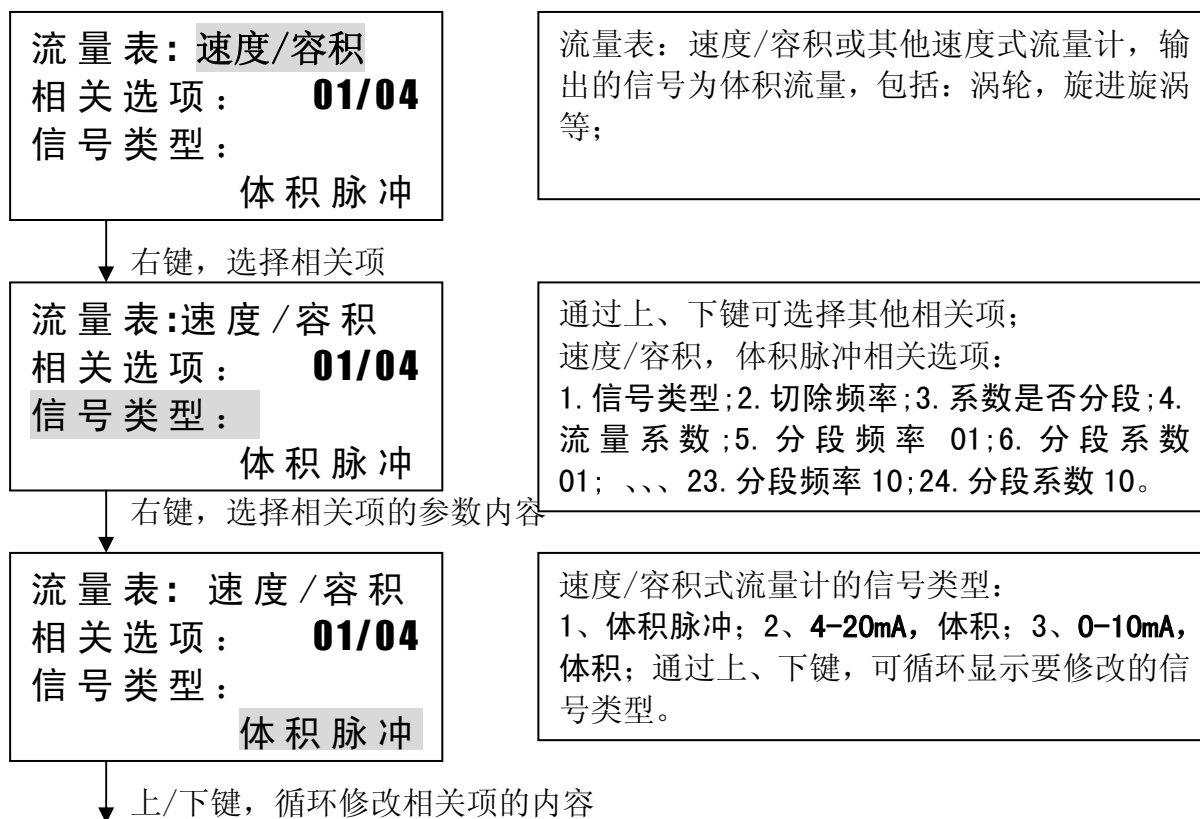 流量表：速度/容积
相关选项： 01/04
信号类型：
体积脉冲
流量表：速度/容积或其他速度式流量计，输
出的信号为体积流量，包括：涡轮，旋进旋涡
等；
右键，选择相关项
流量表:速度/容积
相关选项： 01/04
信号类型：
体积脉冲
通过上、下键可选择其他相关项；
速度/容积，体积脉冲相关选项：
1.信号类型;2.切除频率;3.系数是否分段;4.
流量系数;5.分段频率 01;6.分段系数
01; 、、、23.分段频率10;24.分段系数10。
右键，选择相关项的参数内容
流量表：速度/容积
相关选项： 01/04
信号类型：
体积脉冲
速度/容积式流量计的信号类型：
1、体积脉冲；2、4-20mA，体积；3、0-10mA，
体积；通过上、下键，可循环显示要修改的信
号类型。
上/下键，循环修改相关项的内容